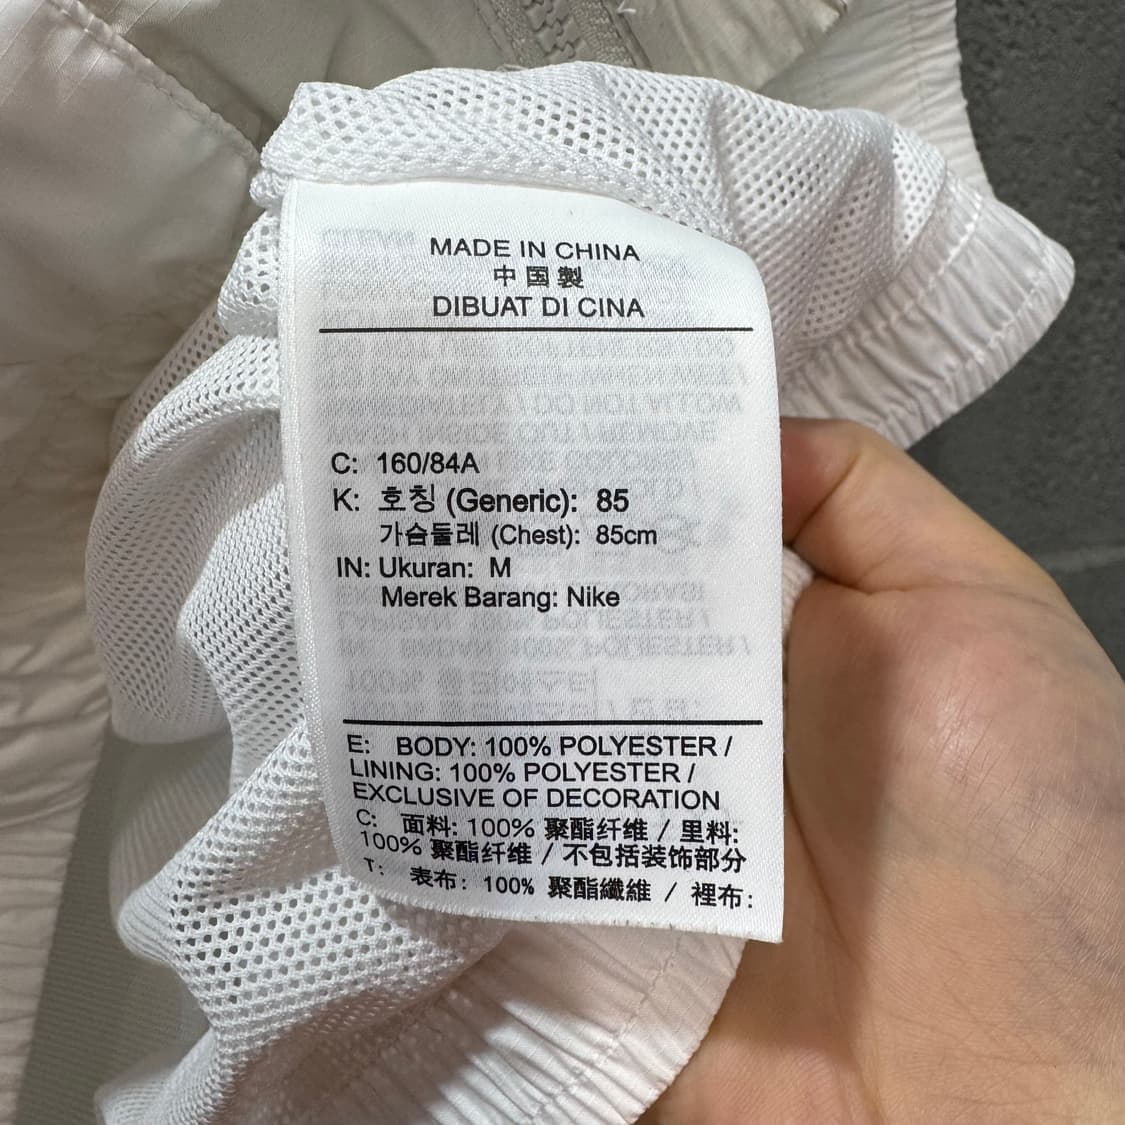 MADE IN CHINA
中国製
DIBUAT DI CINA
C: 160/84A
K: 호칭 (Generic): 85
가슴둘레 (Chest): 85cm
IN: Ukuran: M
Merek Barang: Nike
E: BODY: 100% POLYESTER /
LINING: 100% POLYESTER /
EXCLUSIVE OF DECORATION
C: 面料: 100% 聚酯纤维 / 里料:
100% 聚酯纤维 / 不包括装饰部分
T: 表布: 100% 聚酯纖維 / 裡布: